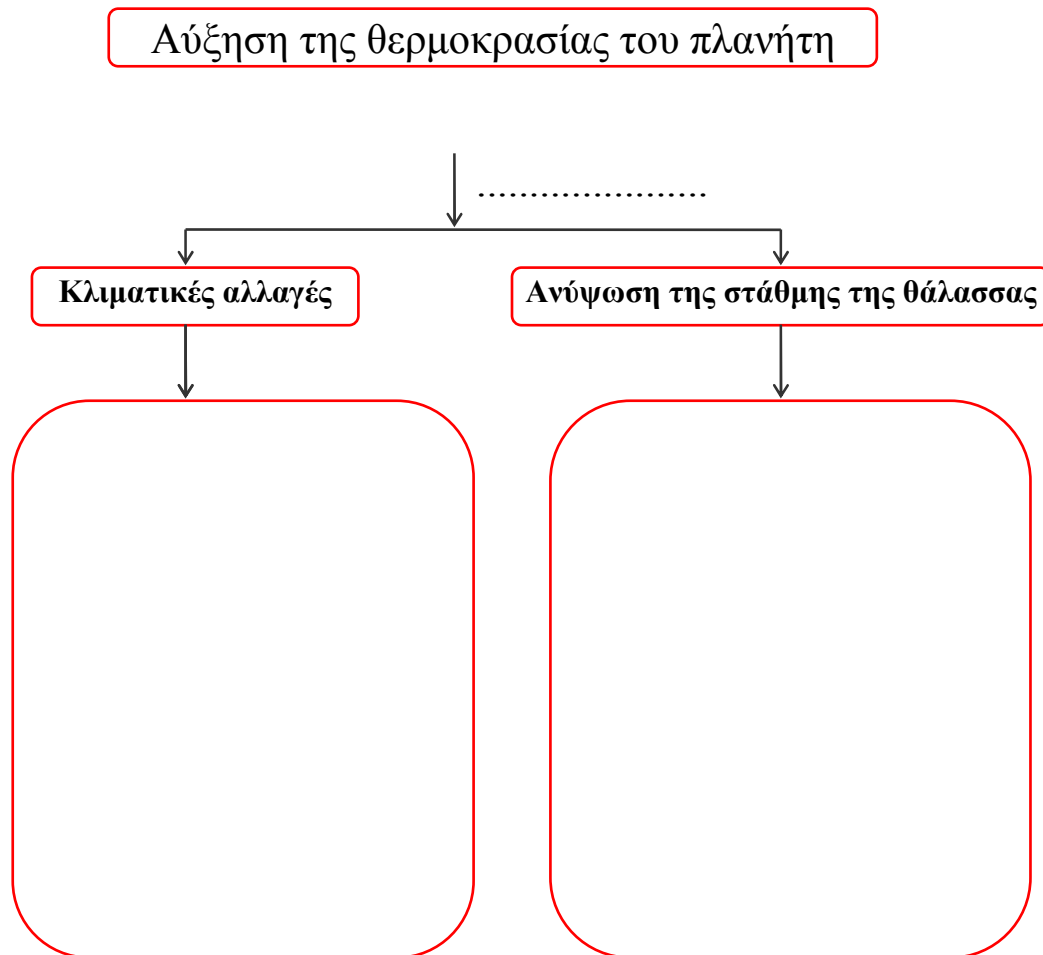 Αύξηση της θερμοκρασίας του πλανήτη
......................
Κλιματικές αλλαγές
Ανύψωση της στάθμης της θάλασσας